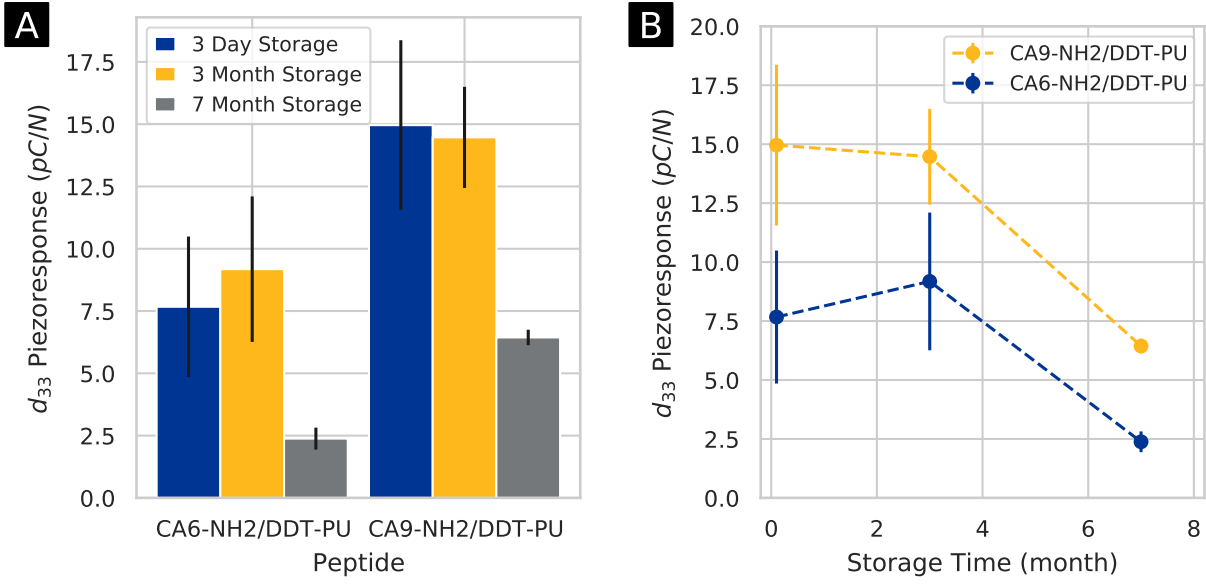 A
d33 Piezoresponse (pC/N)
17.5
15.0
12.5
10.0
7.5
5.0
2.5
0.0
3 Day Storage
3 Month Storage
7 Month Storage
CA6-NH2/DDT-PU
CA9-NH2/DDT-PU
Peptide
B
d33 Piezoresponse (pC/N)
20.0
17.5
15.0
12.5
10.0
7.5
5.0
2.5
0.0
CA9-NH2/DDT-PU
CA6-NH2/DDT-PU
0
2
4
6
8
Storage Time (month)